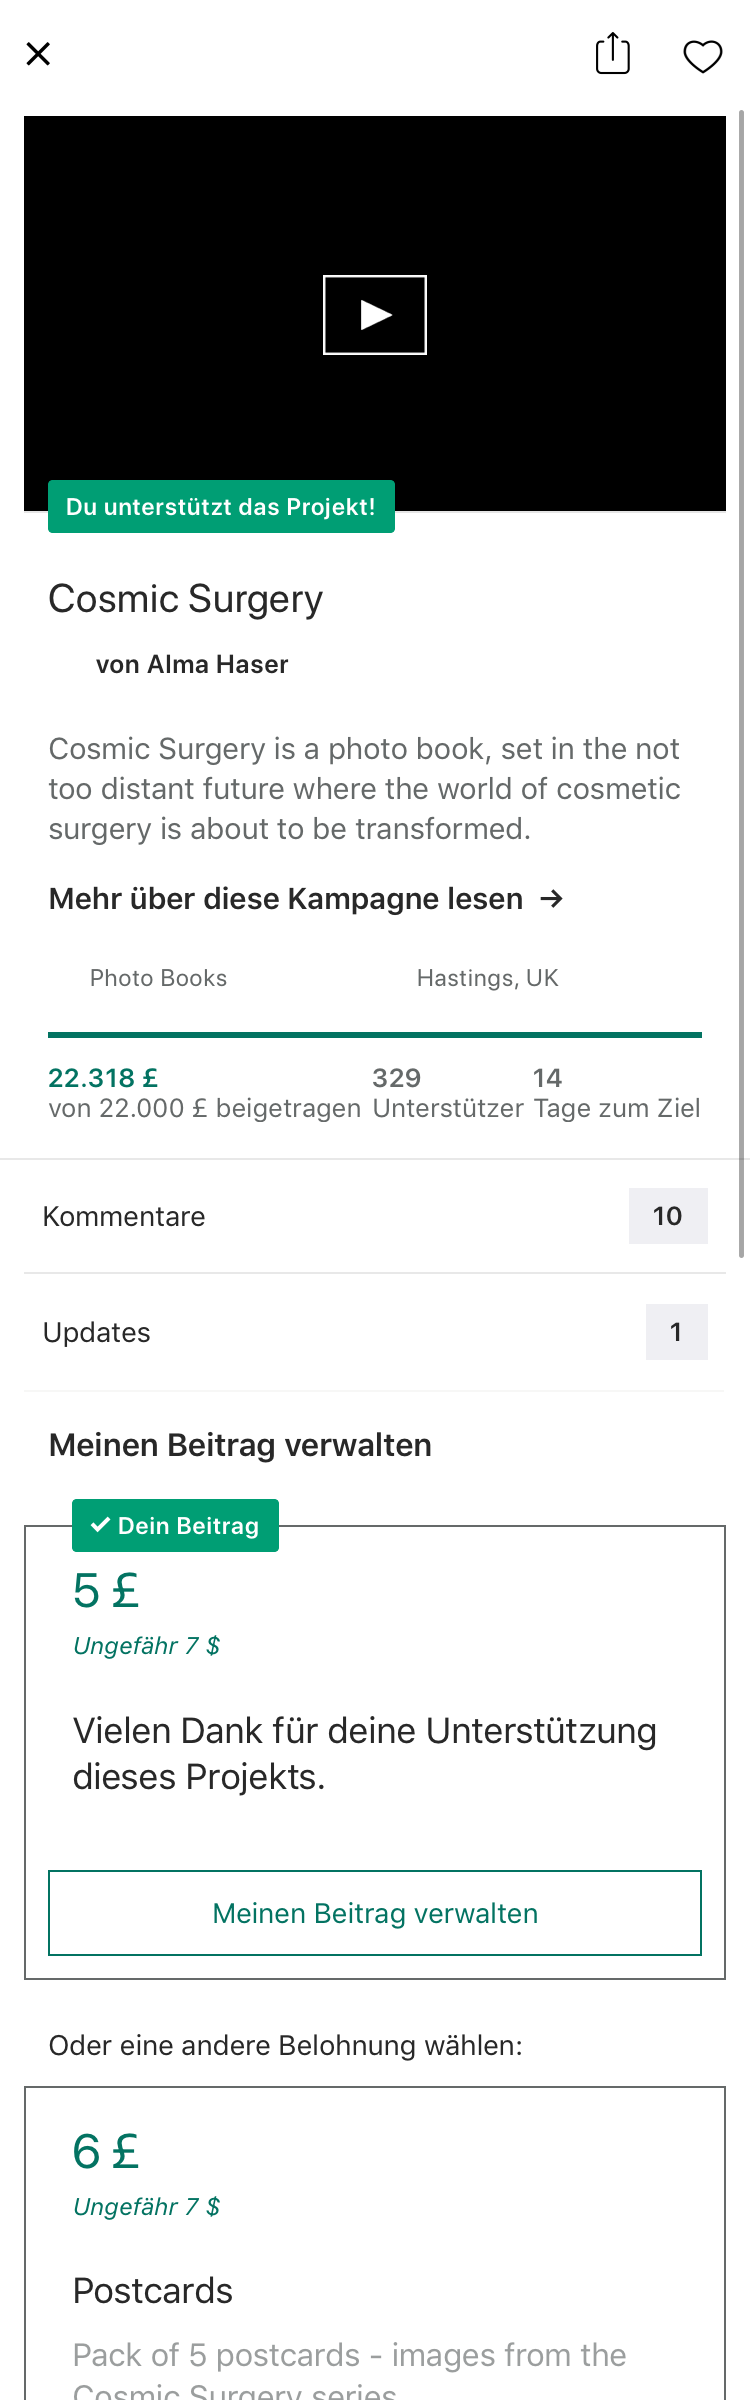 Du unterstützt das Projekt!
Cosmic Surgery
von Alma Haser
Cosmic Surgery is a photo book, set in the not
too distant future where the world of cosmetic
surgery is about to be transformed.
Mehr über diese Kampagne lesen →
Photo Books Hastings, UK
22.318 £ 329 14
von 22.000 £ beigetragen Unterstützer Tage zum Ziel
Kommentare 10
Updates 1
Meinen Beitrag verwalten
✓ Dein Beitrag
5 £
Ungefähr 7 $
Vielen Dank für deine Unterstützung
dieses Projekts.
Meinen Beitrag verwalten
Oder eine andere Belohnung wählen:
6 £
Ungefähr 7 $
Postcards
Pack of 5 postcards - images from the
Cosmic Surgery series